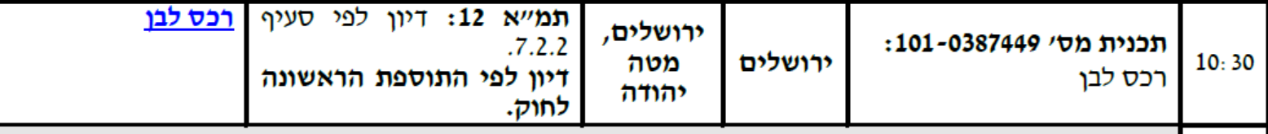 10:30
תכנית מס' 101-0387449:
רכס לבן
ירושלים
ירושלים,
מטה
יהודה
תמ״א 12: דיון לפי סעיף
7.2.2.
דיון לפי התוספת הראשונה
לחוק.
רכס לבן